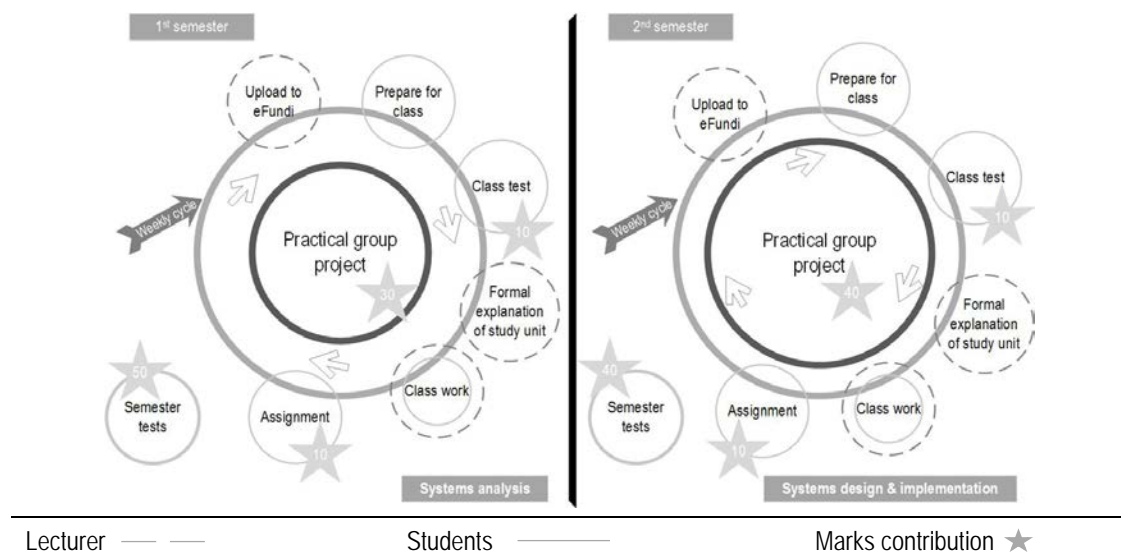 1st semester
Upload to
eFundi
Prepare for
class
Class test
10
Weekly cycle
Practical group
project
30
Formal
explanation
of study unit
50
Semester
tests
Assignment
10
Class work
Systems analysis
2nd semester
Upload to
eFundi
Prepare for
class
Class test
10
Weekly cycle
Practical group
project
40
Formal
explanation
of study unit
40
Semester
tests
Assignment
10
Class work
Systems design & implementation
Lecturer
Students
Marks contribution